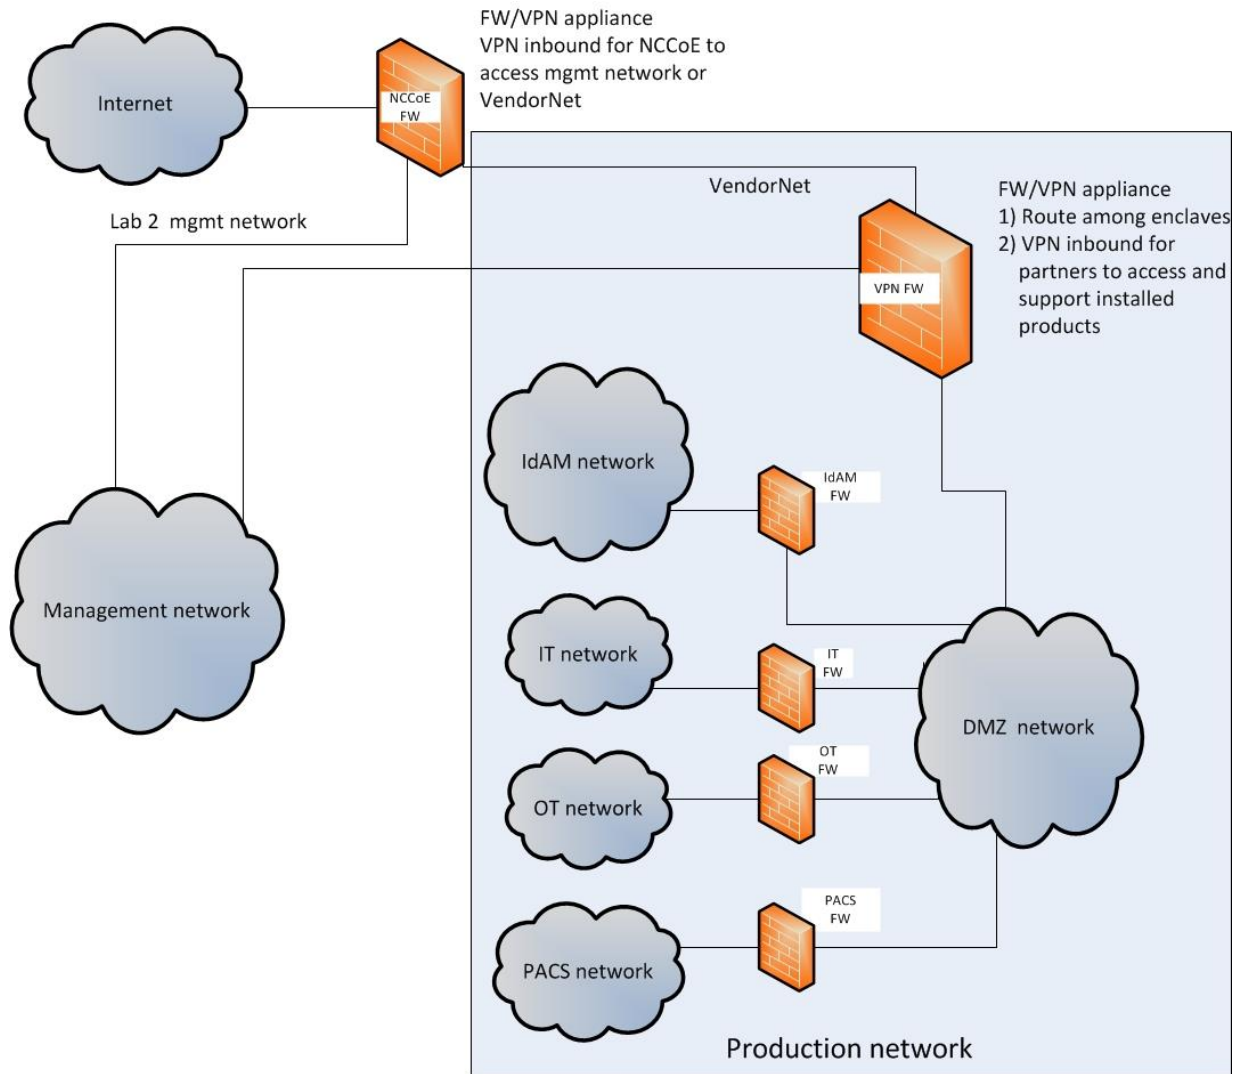 FW/VPN appliance
VPN inbound for NCCoE to
access mgmt network or
VendorNet
Internet
NCCoE
FW
VendorNet
FW/VPN appliance
1) Route among enclaves
2) VPN inbound for
partners to access and
support installed
products
Lab 2 mgmt network
VPN FW
IdAM network
IdAM
FW
Management network
IT network
IT
FW
DMZ network
OT network
OT
FW
PACS network
PACS
FW
Production network